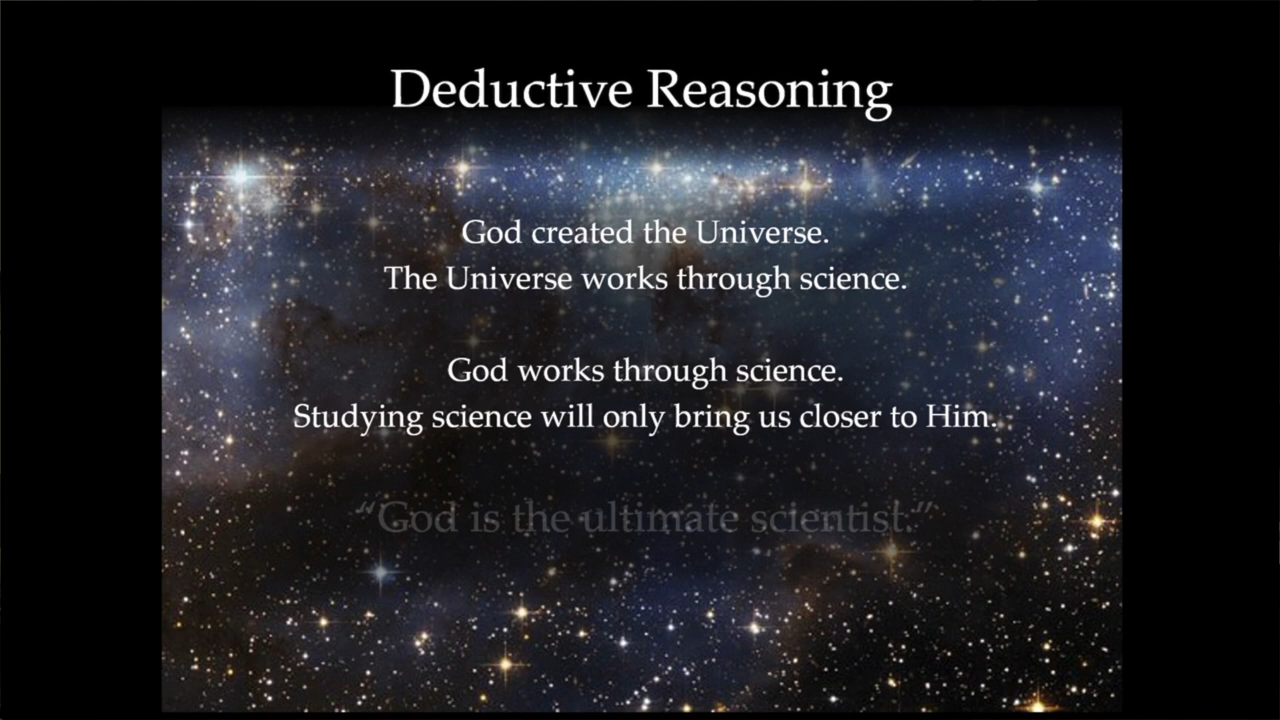 Deductive Reasoning
God created the Universe.
The Universe works through science.
God works through science.
Studying science will only bring us closer to Him.
“God is the ultimate scientist.”